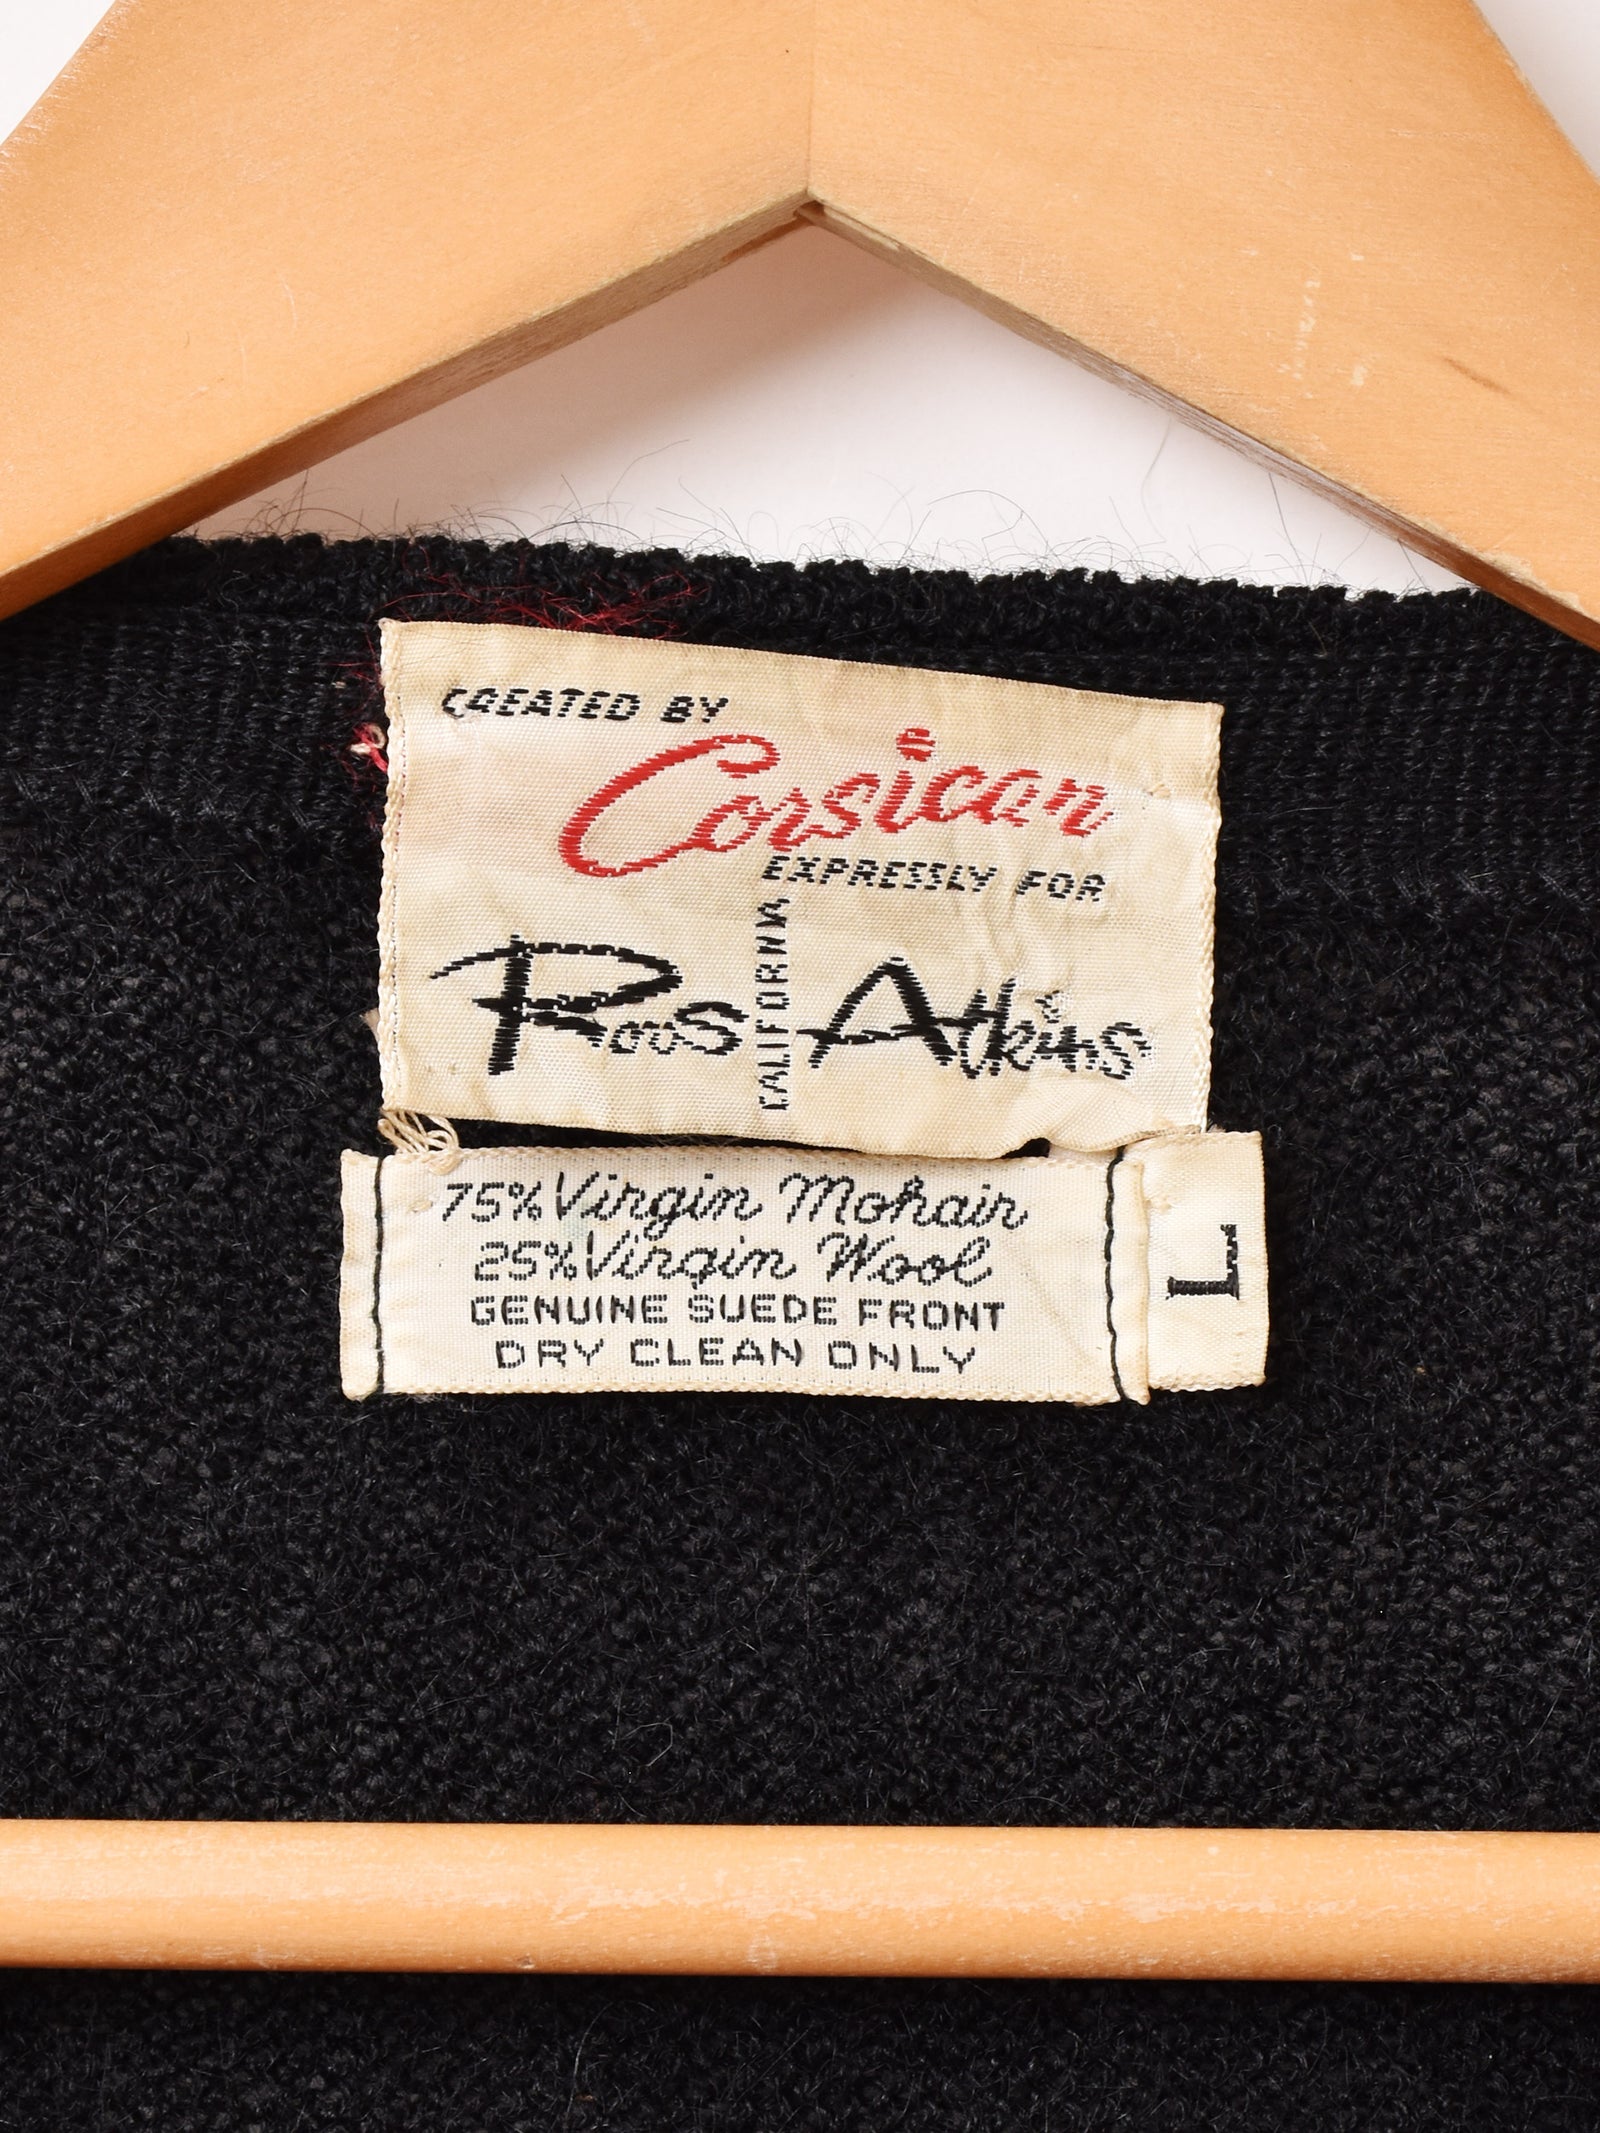 CREATED BY
Corsican
EXPRESSLY FOR
Roos
CALIFORNIA
Atkins
75% Virgin Mohair
25% Virgin Wool
GENUINE SUEDE FRONT
DRY CLEAN ONLY
L